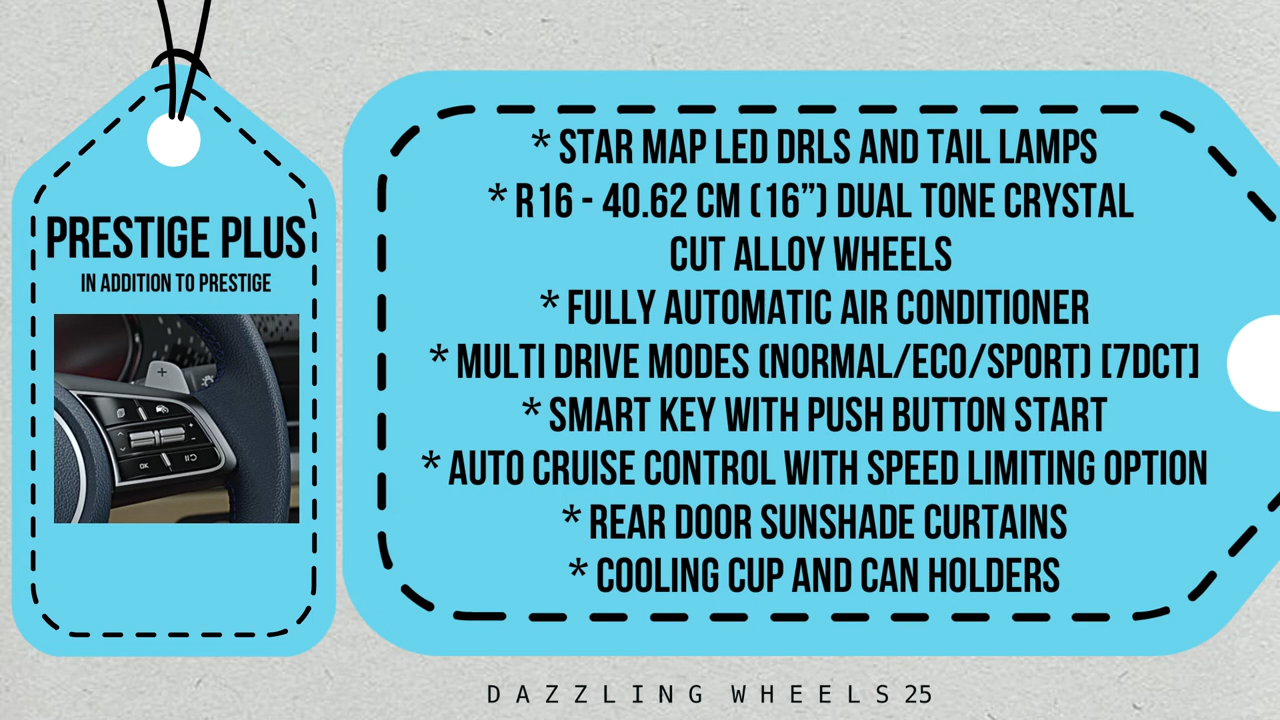 PRESTIGE PLUS
IN ADDITION TO PRESTIGE
OK
* STAR MAP LED DRLS AND TAIL LAMPS
* R16 - 40.62 CM (16”) DUAL TONE CRYSTAL
CUT ALLOY WHEELS
* FULLY AUTOMATIC AIR CONDITIONER
* MULTI DRIVE MODES (NORMAL/ECO/SPORT) [7DCT]
* SMART KEY WITH PUSH BUTTON START
* AUTO CRUISE CONTROL WITH SPEED LIMITING OPTION
* REAR DOOR SUNSHADE CURTAINS
* COOLING CUP AND CAN HOLDERS
DAZZLING WHEELS 25